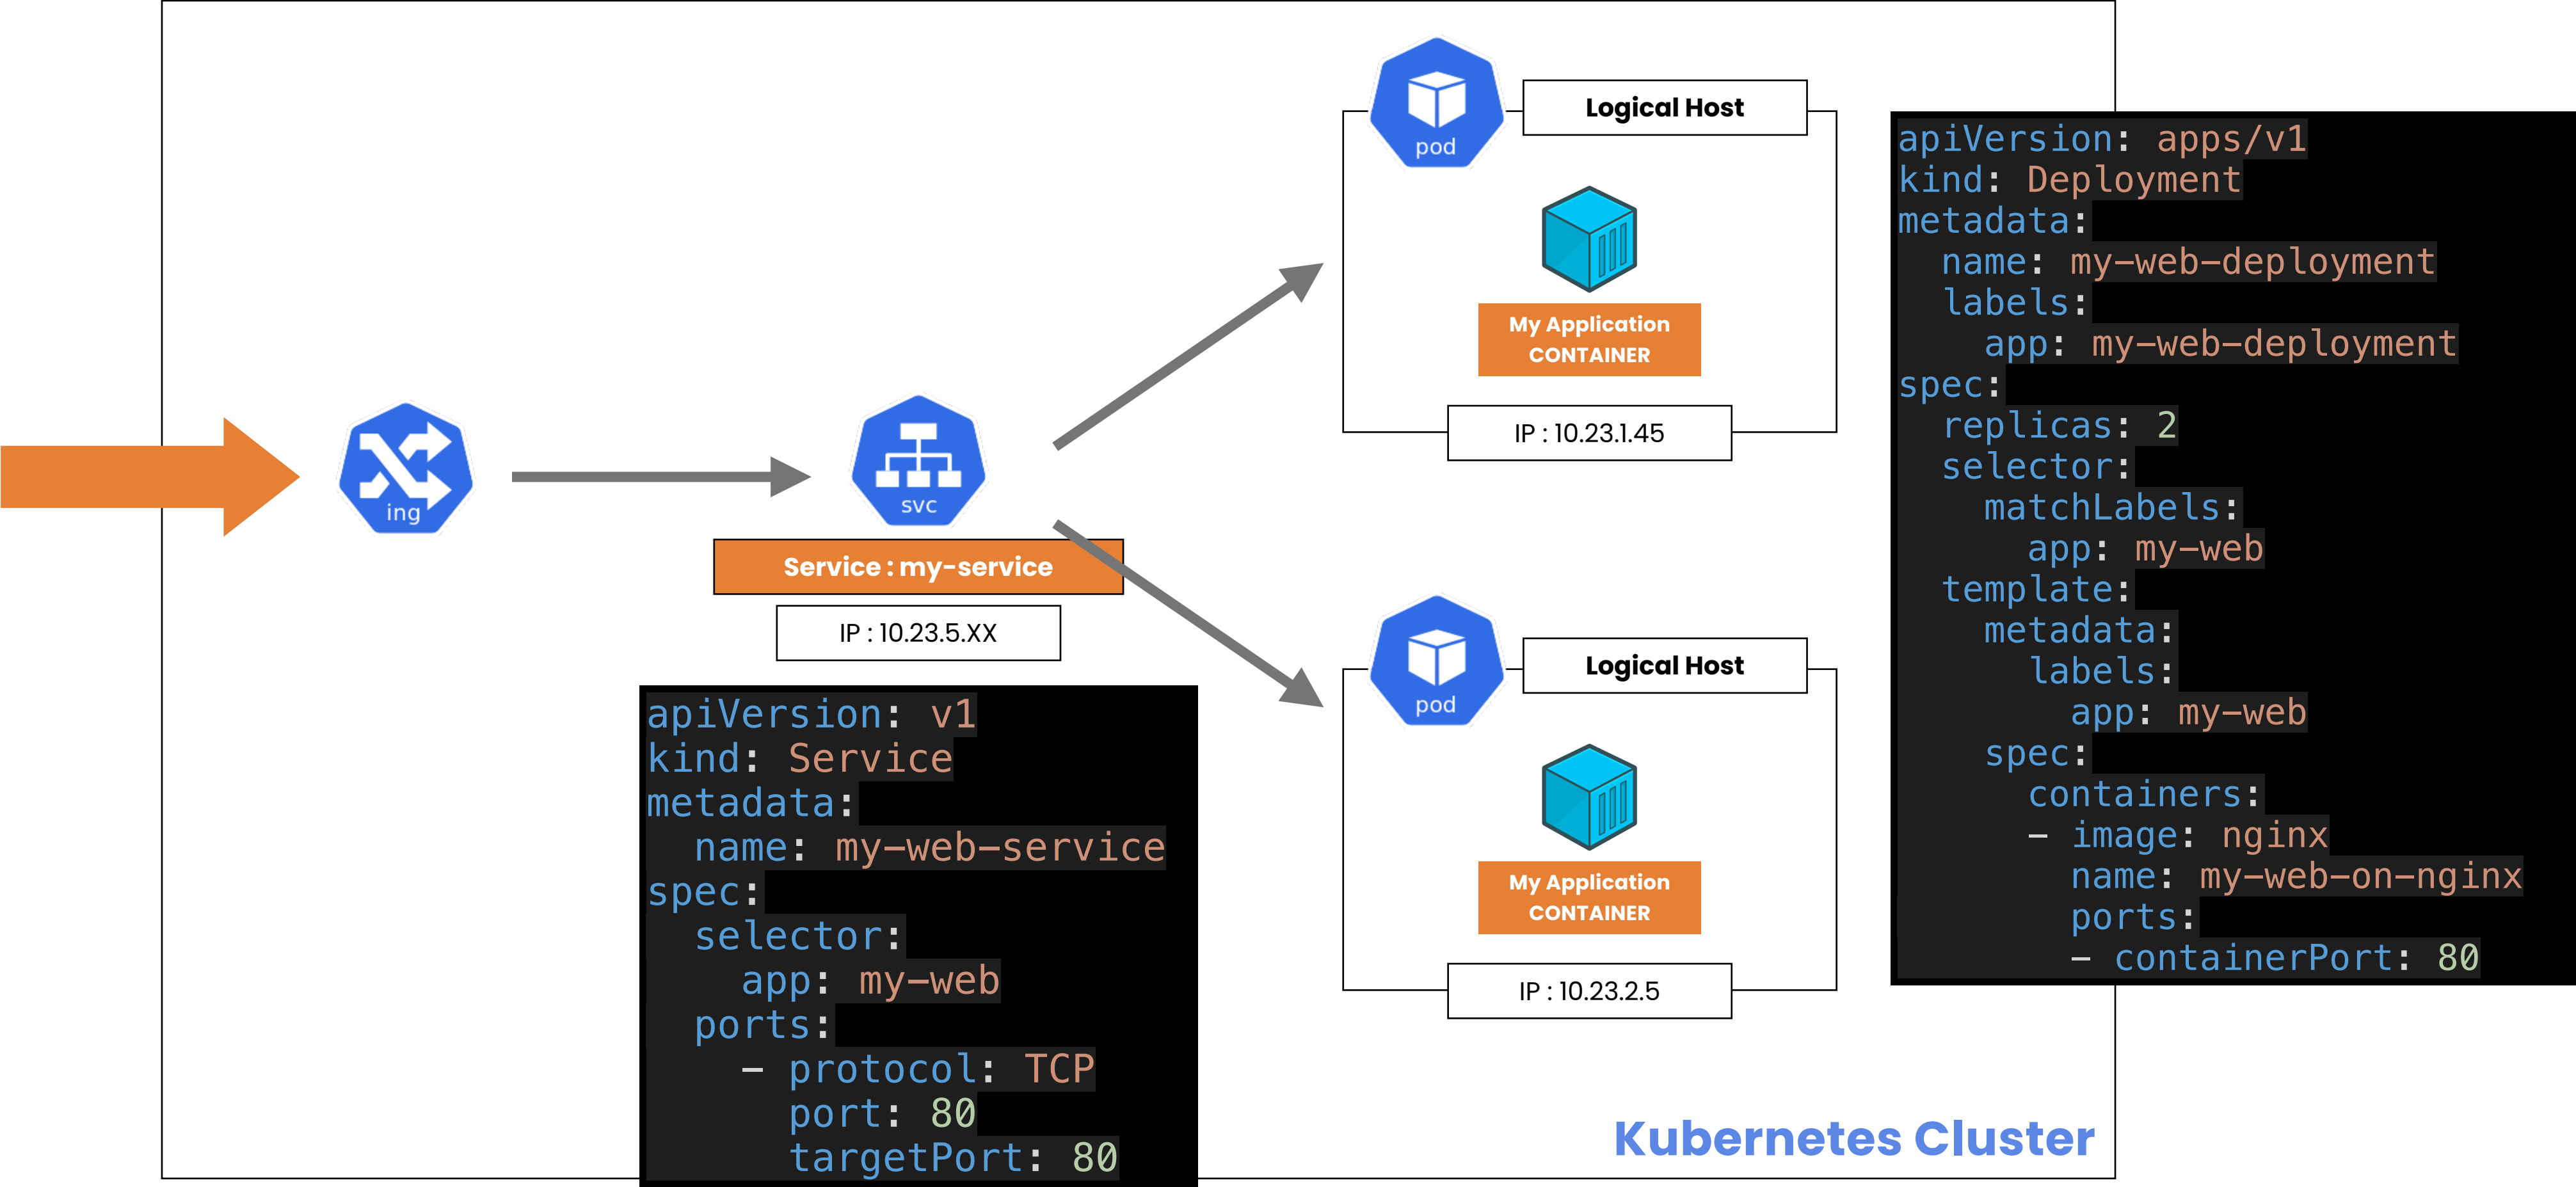 ing
svc
Service : my-service
IP : 10.23.5.XX
apiVersion: v1
kind: Service
metadata:
  name: my-web-service
spec:
  selector:
    app: my-web
  ports:
    - protocol: TCP
      port: 80
      targetPort: 80
pod
Logical Host
My Application
CONTAINER
IP : 10.23.1.45
pod
Logical Host
My Application
CONTAINER
IP : 10.23.2.5
apiVersion: apps/v1
kind: Deployment
metadata:
  name: my-web-deployment
  labels:
    app: my-web-deployment
spec:
  replicas: 2
  selector:
    matchLabels:
      app: my-web
  template:
    metadata:
      labels:
        app: my-web
    spec:
      containers:
      - image: nginx
        name: my-web-on-nginx
        ports:
        - containerPort: 80
Kubernetes Cluster